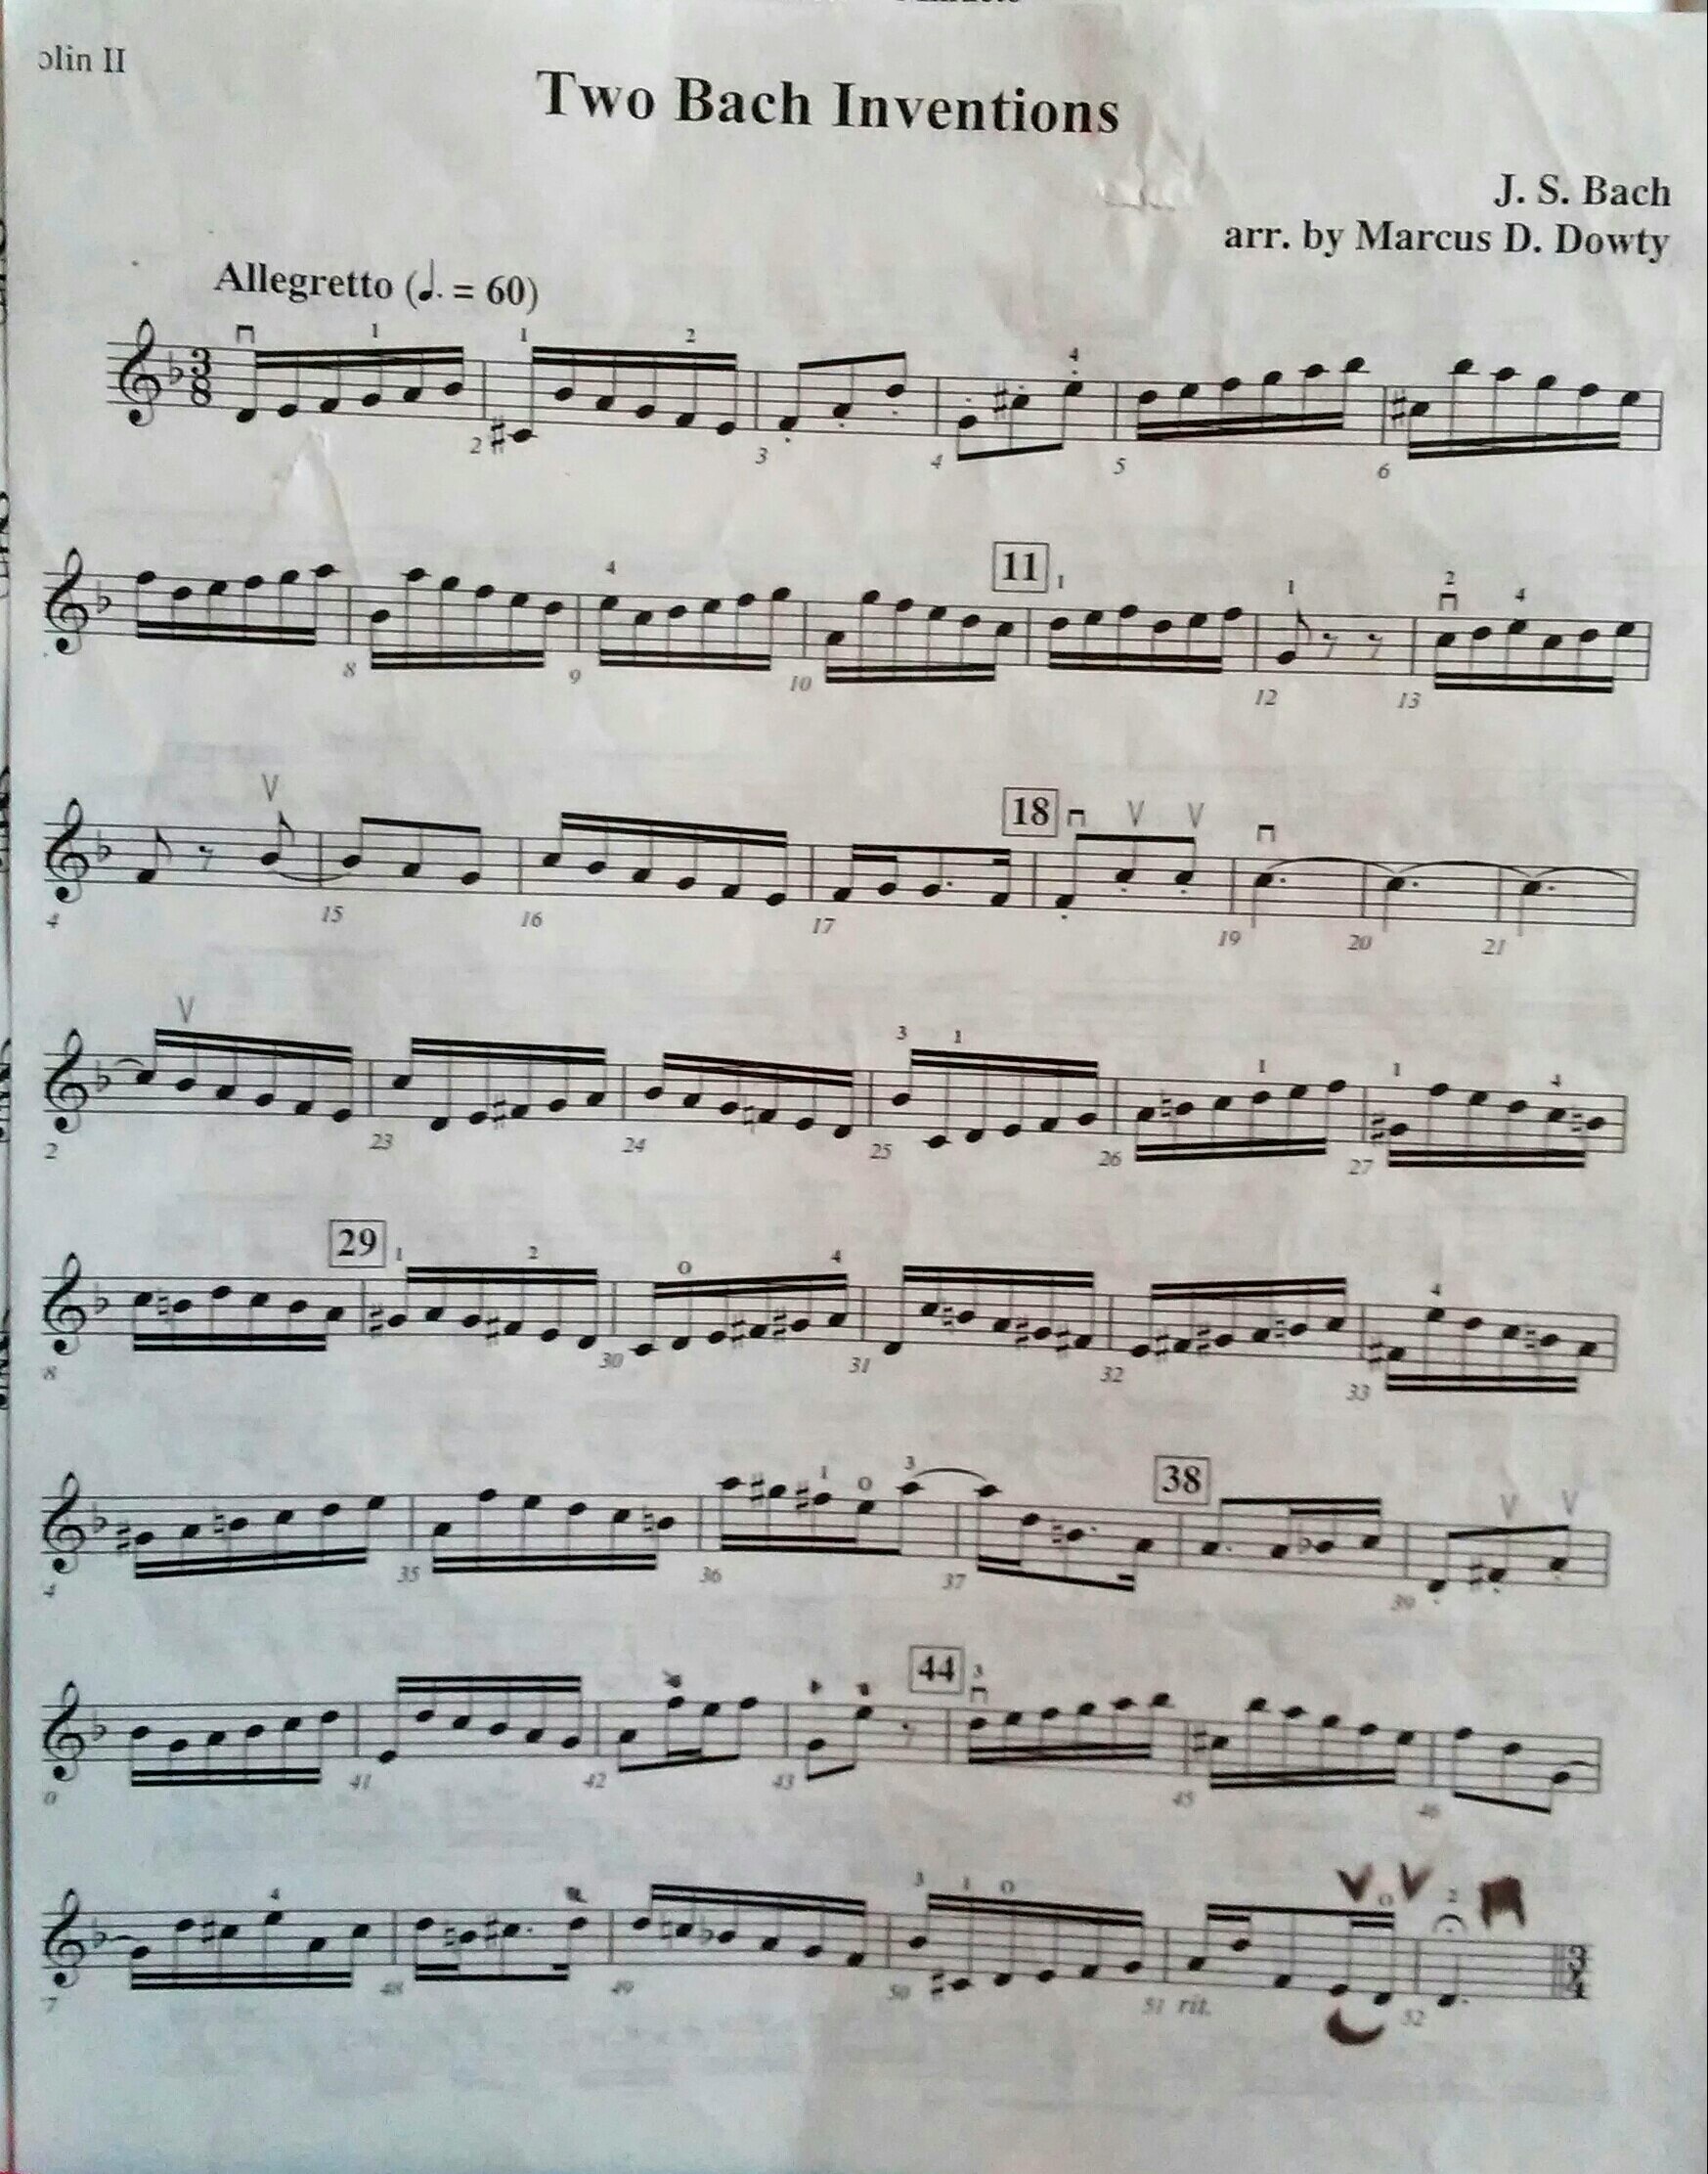 olin II
Two Bach Inventions
J. S. Bach
arr. by Marcus D. Dowty
Allegretto (♩. = 60)
1 1 2 4
3 8
2 3 4 5 6
4 11 1 1 2 4
8 9 10 12 13
18
4 15 16 17 19 20 21
3 1 1 1 4
2 23 24 25 26 27
29 1 2 0 4 4
8 30 31 32 33
1 0 3 38
4 35 36 37 39
44 3
0 41 42 43 45 46
4 3 1 0 0 2
3 4
7 48 49 50 51 rit. 52